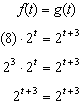 f(t) = g(t)
(8) · 2^t = 2^{t+3}
2^3 · 2^t = 2^{t+3}
2^{t+3} = 2^{t+3}